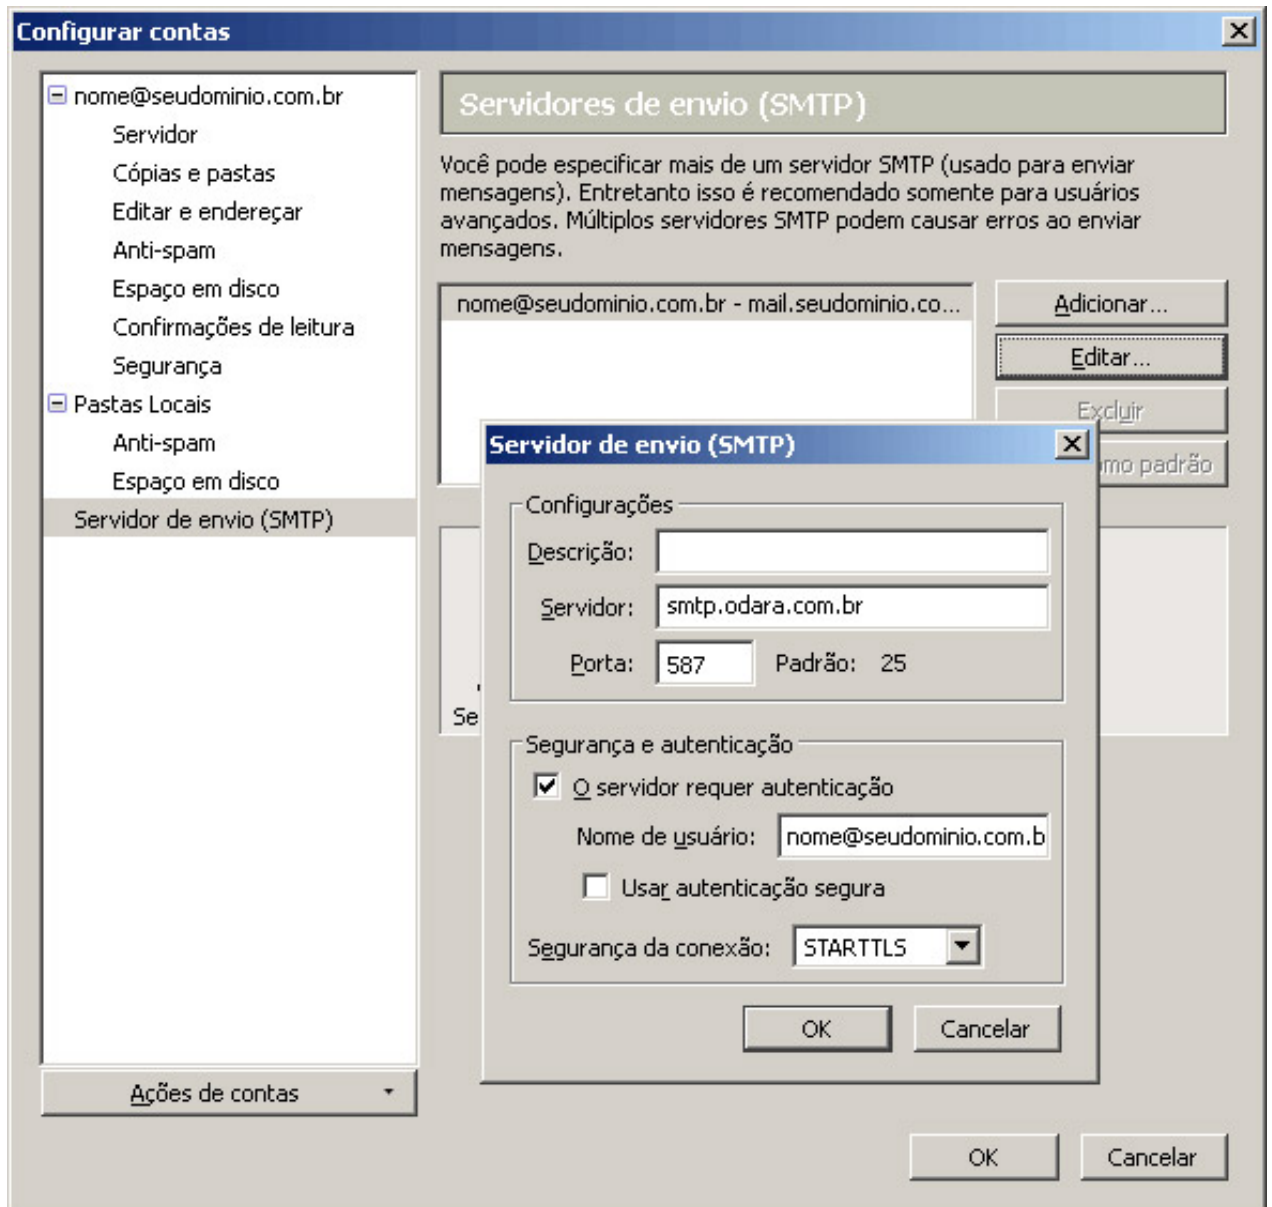 Configurar contas
nome@seudominio.com.br
Servidor
Cópias e pastas
Editar e endereçar
Anti-spam
Espaço em disco
Confirmações de leitura
Segurança
Pastas Locais
Anti-spam
Espaço em disco
Servidor de envio (SMTP)
Ações de contas
Servidores de envio (SMTP)
Você pode especificar mais de um servidor SMTP (usado para enviar
mensagens). Entretanto isso é recomendado somente para usuários
avançados. Múltiplos servidores SMTP podem causar erros ao enviar
mensagens.
nome@seudominio.com.br - mail.seudominio.co...
Adicionar...
Editar...
Excluir
omo padrão
Se
Servidor de envio (SMTP)
Configurações
Descrição:
Servidor: smtp.odara.com.br
Porta: 587 Padrão: 25
Segurança e autenticação
O servidor requer autenticação
Nome de usuário: nome@seudominio.com.b
Usar autenticação segura
Segurança da conexão: STARTTLS
OK Cancelar
OK Cancelar